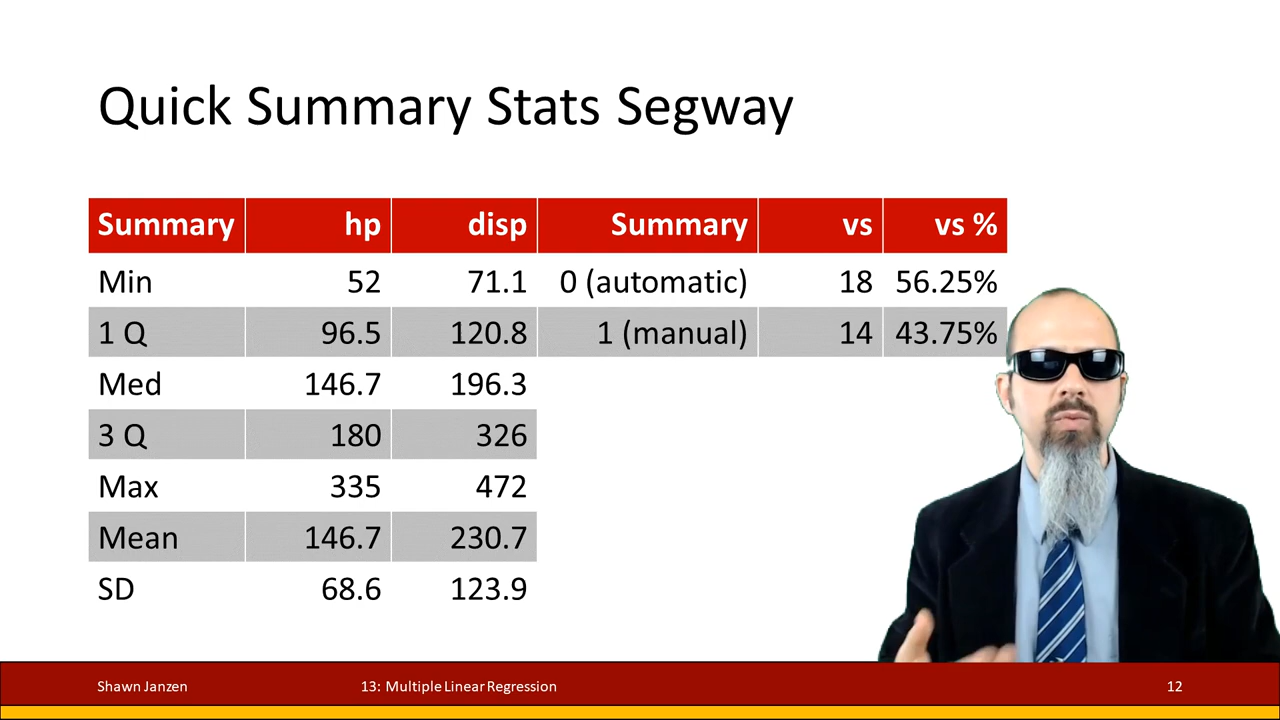 Quick Summary Stats Segway
Summary hp disp Summary vs vs %
Min 52 71.1 0 (automatic) 18 56.25%
1 Q 96.5 120.8 1 (manual) 14 43.75%
Med 146.7 196.3
3 Q 180 326
Max 335 472
Mean 146.7 230.7
SD 68.6 123.9
Shawn Janzen 13: Multiple Linear Regression 12